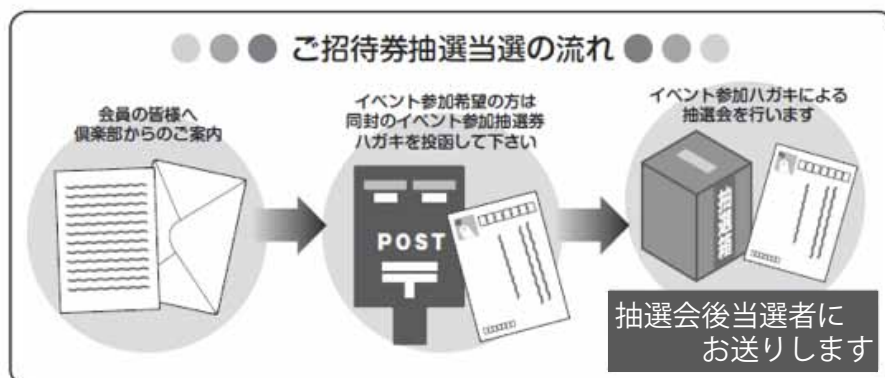 ご招待券抽選当選の流れ
会員の皆様へ
倶楽部からのご案内
イベント参加希望の方は
同封のイベント参加抽選券
ハガキを投函して下さい
POST
イベント参加ハガキによる
抽選会を行います
抽選会後当選者に
お送りします